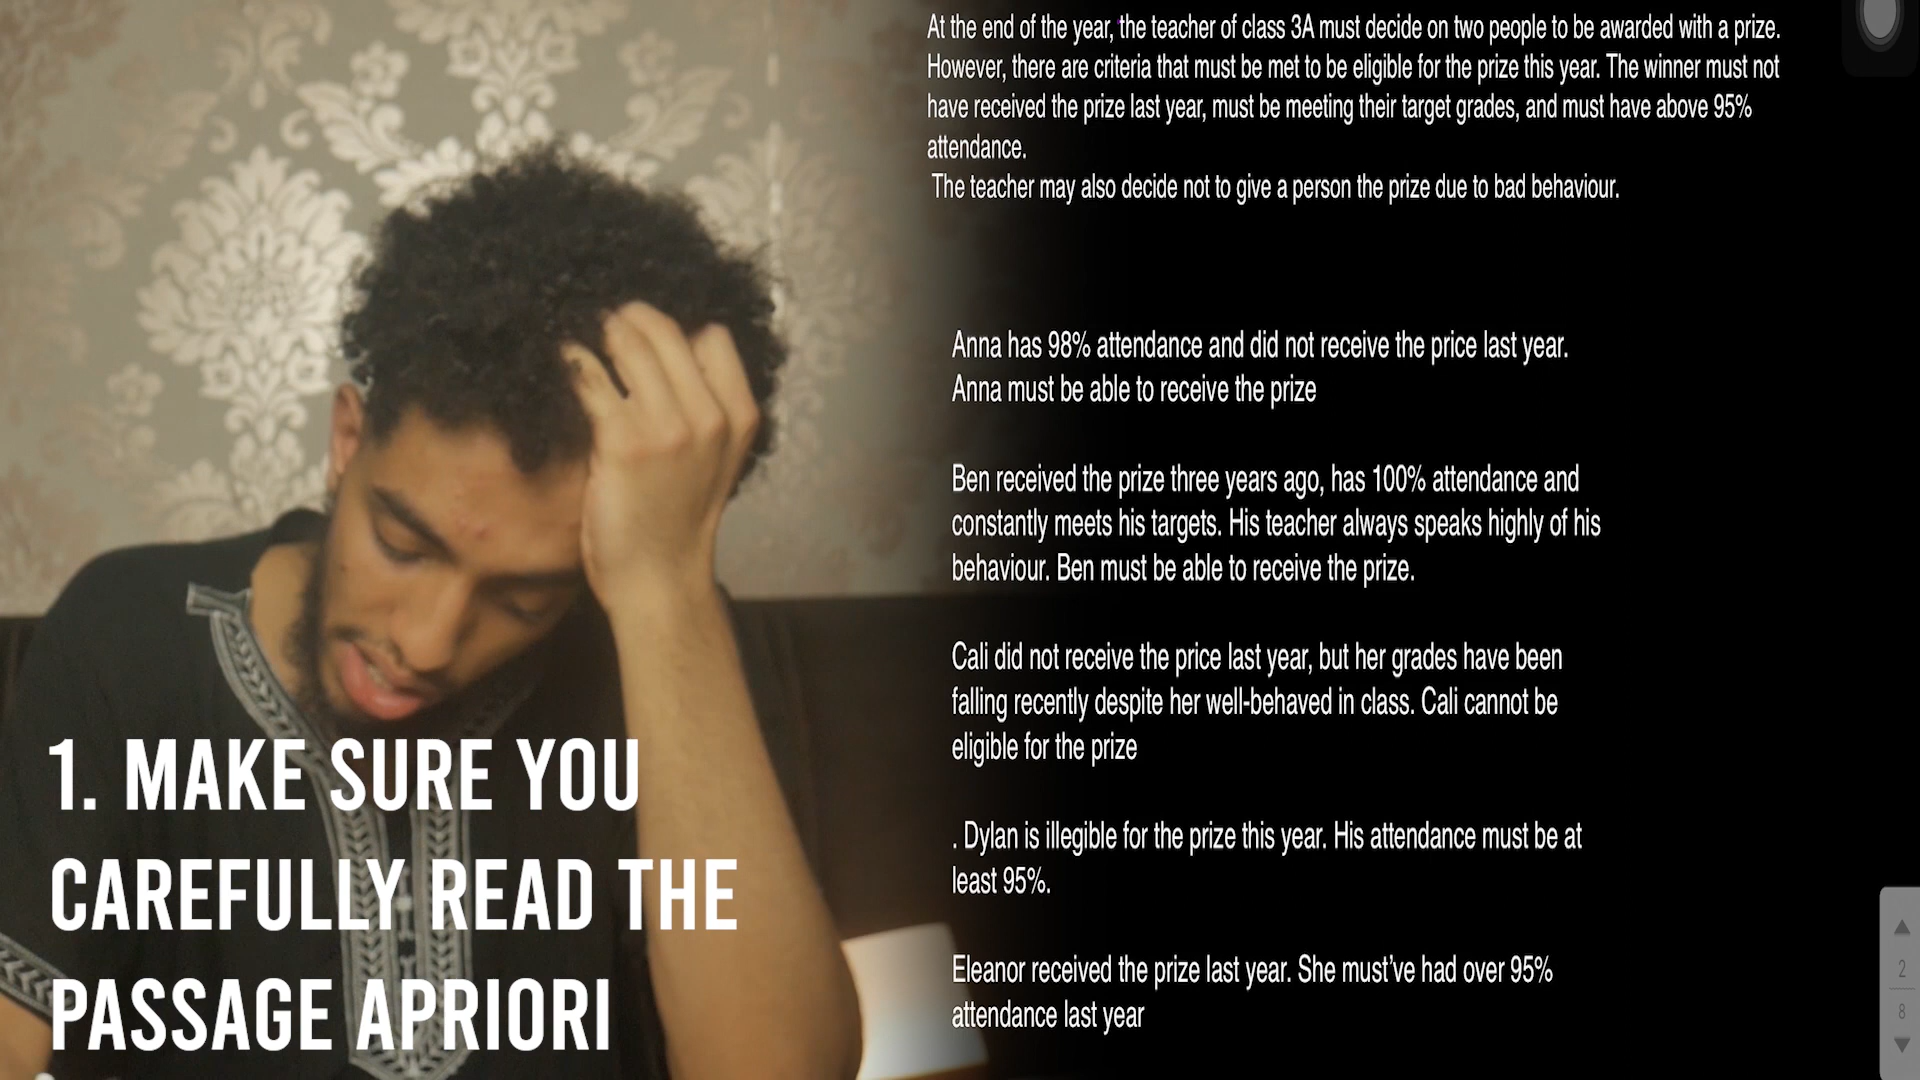 At the end of the year, the teacher of class 3A must decide on two people to be awarded with a prize.
However, there are criteria that must be met to be eligible for the prize this year. The winner must not
have received the prize last year, must be meeting their target grades, and must have above 95%
attendance.
The teacher may also decide not to give a person the prize due to bad behaviour.
Anna has 98% attendance and did not receive the price last year.
Anna must be able to receive the prize
Ben received the prize three years ago, has 100% attendance and
constantly meets his targets. His teacher always speaks highly of his
behaviour. Ben must be able to receive the prize.
Cali did not receive the price last year, but her grades have been
falling recently despite her well-behaved in class. Cali cannot be
eligible for the prize
. Dylan is illegible for the prize this year. His attendance must be at
least 95%.
Eleanor received the prize last year. She must've had over 95%
attendance last year
1. MAKE SURE YOU
CAREFULLY READ THE
PASSAGE APRIORI
2
8